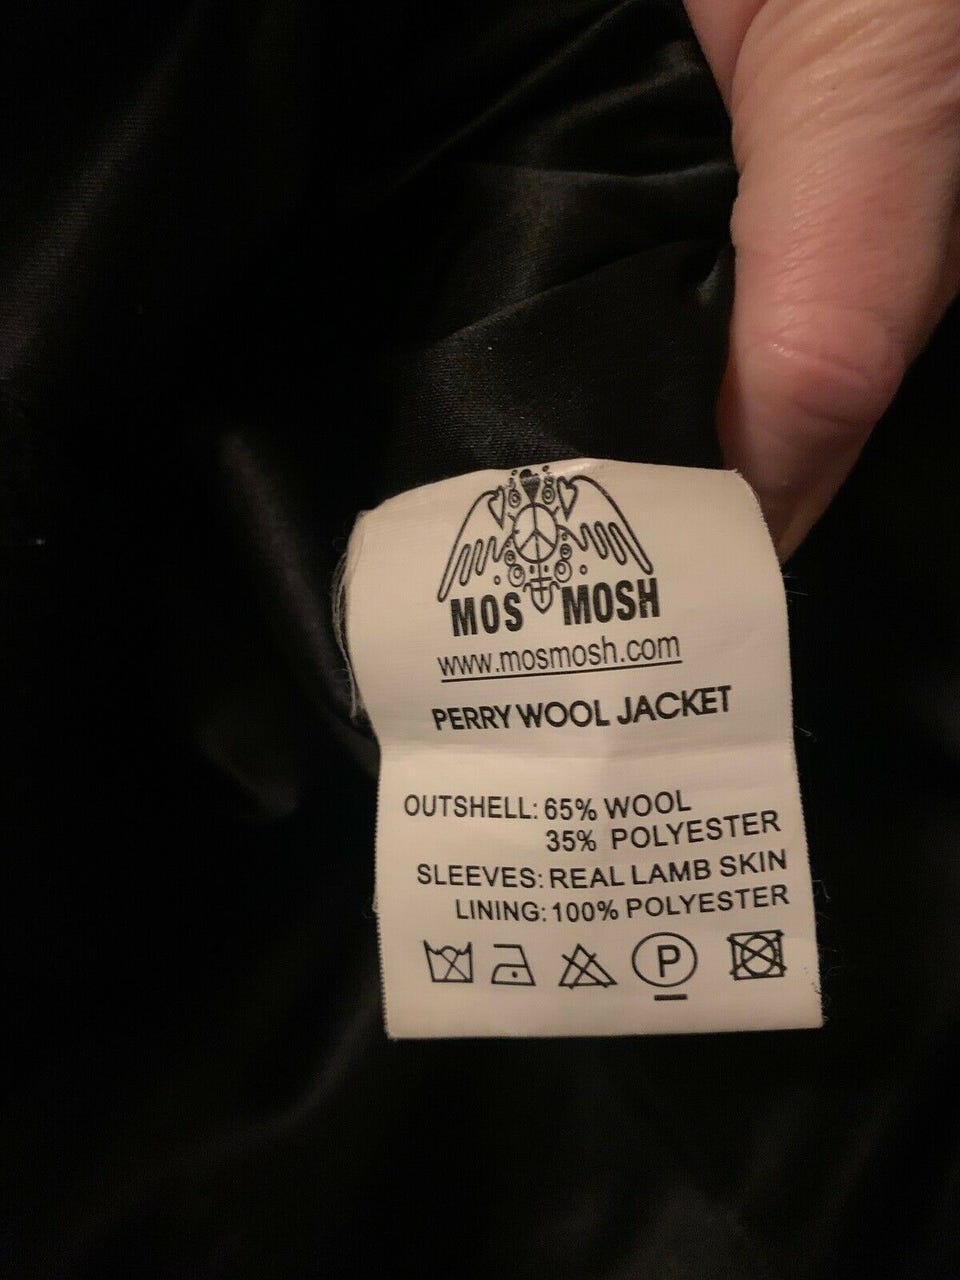 MOS MOSH
www.mosmosh.com
PERRY WOOL JACKET
OUTSHELL: 65% WOOL
35% POLYESTER
SLEEVES: REAL LAMB SKIN
LINING: 100% POLYESTER
P